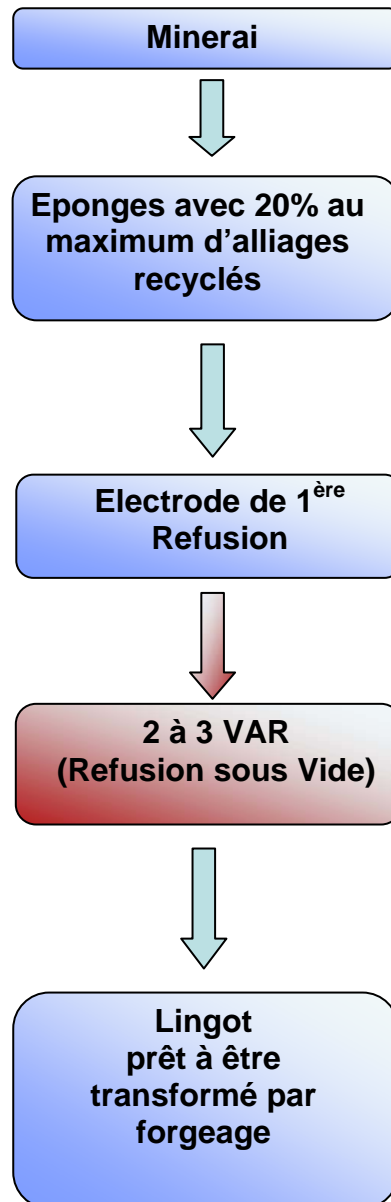 Minerai
Eponges avec 20% au
maximum d'alliages
recyclés
Electrode de 1ère
Refusion
2 à 3 VAR
(Refusion sous Vide)
Lingot
prêt à être
transformé par
forgeage